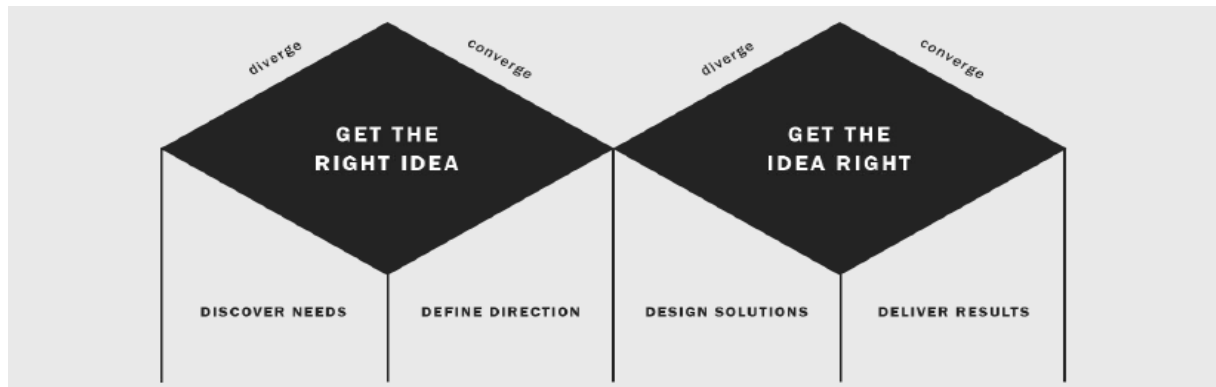 diverge
converge
diverge
converge
GET THE
RIGHT IDEA
GET THE
IDEA RIGHT
DISCOVER NEEDS
DEFINE DIRECTION
DESIGN SOLUTIONS
DELIVER RESULTS